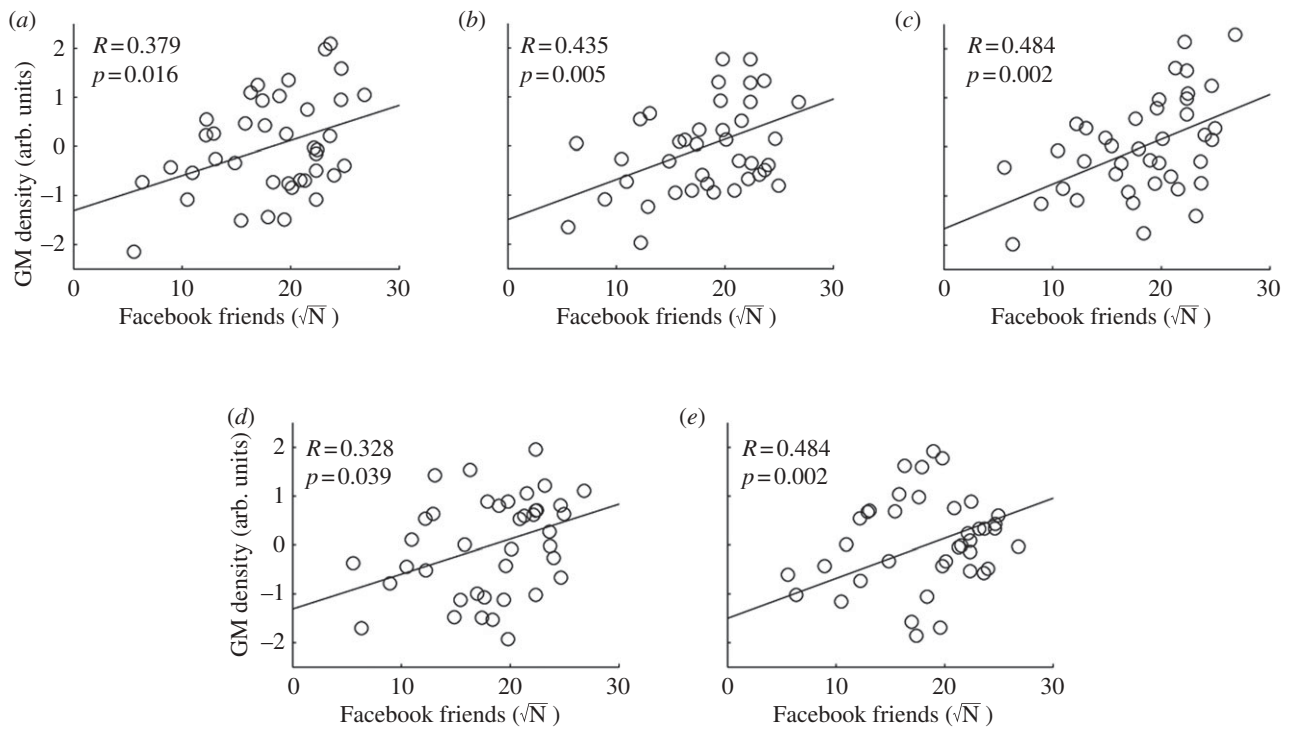 (a)
R=0.379
p=0.016
GM density (arb. units)
2
1
0
−1
−2
0 10 20 30
Facebook friends (√N )
(b)
R=0.435
p=0.005
0 10 20 30
Facebook friends (√N )
(c)
R=0.484
p=0.002
0 10 20 30
Facebook friends (√N )
(d)
R=0.328
p=0.039
GM density (arb. units)
2
1
0
−1
−2
0 10 20 30
Facebook friends (√N )
(e)
R=0.484
p=0.002
0 10 20 30
Facebook friends (√N )